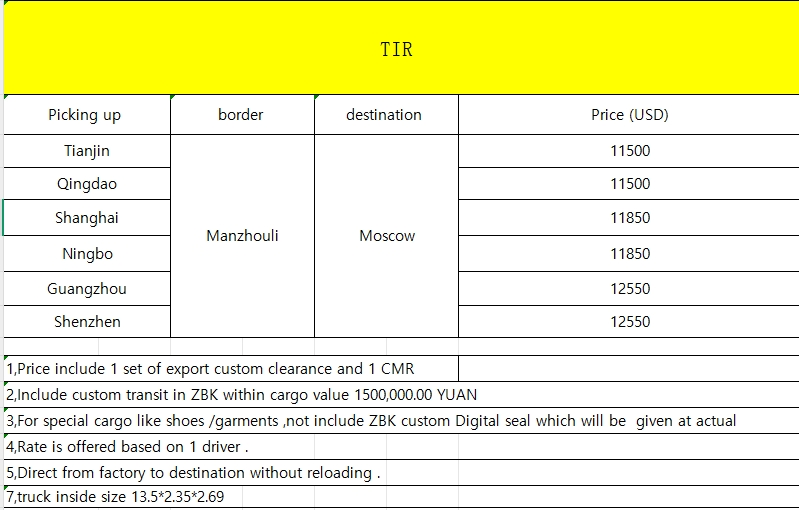 TIR
Picking up border destination Price (USD)
Tianjin 11500
Qingdao 11500
Shanghai 11850
Manzhouli Moscow
Ningbo 11850
Guangzhou 12550
Shenzhen 12550
1,Price include 1 set of export custom clearance and 1 CMR
2,Include custom transit in ZBK within cargo value 1500,000.00 YUAN
3,For special cargo like shoes /garments ,not include ZBK custom Digital seal which will be given at actual
4,Rate is offered based on 1 driver .
5,Direct from factory to destination without reloading .
7,truck inside size 13.5*2.35*2.69